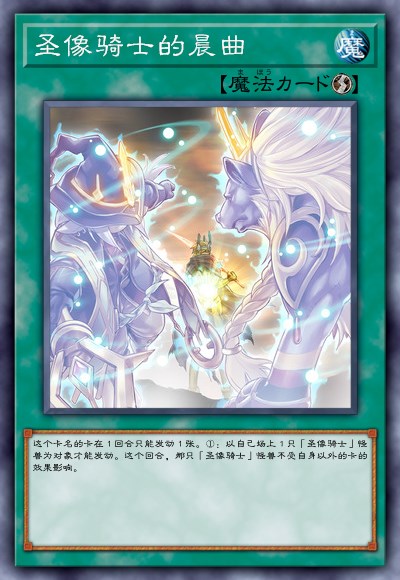 圣像骑士的晨曲
魔
【魔法カード】
まほう
这个卡名的卡在1回合只能发动1张。①：以自己场上1只「圣像骑士」怪
兽为对象才能发动。这个回合，那只「圣像骑士」怪兽不受自身以外的卡的
效果影响。